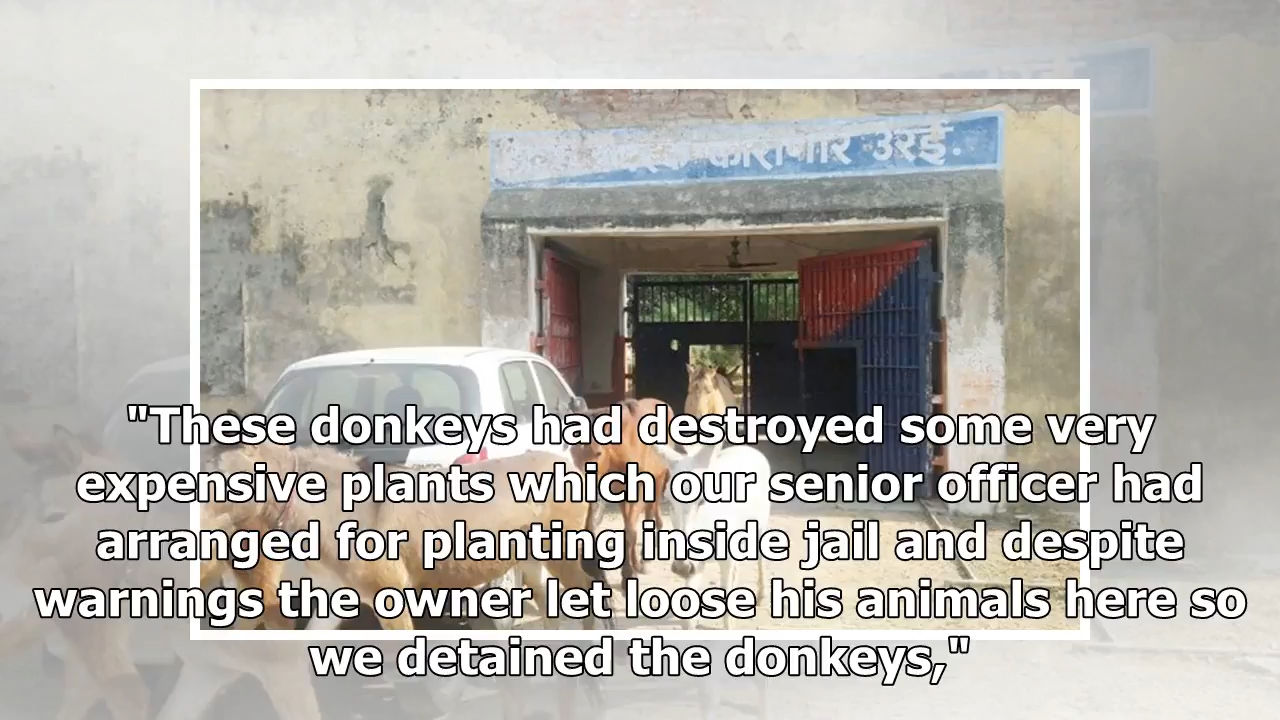 कारागार उरई.
"These donkeys had destroyed some very
expensive plants which our senior officer had
arranged for planting inside jail and despite
warnings the owner let loose his animals here so
we detained the donkeys,"